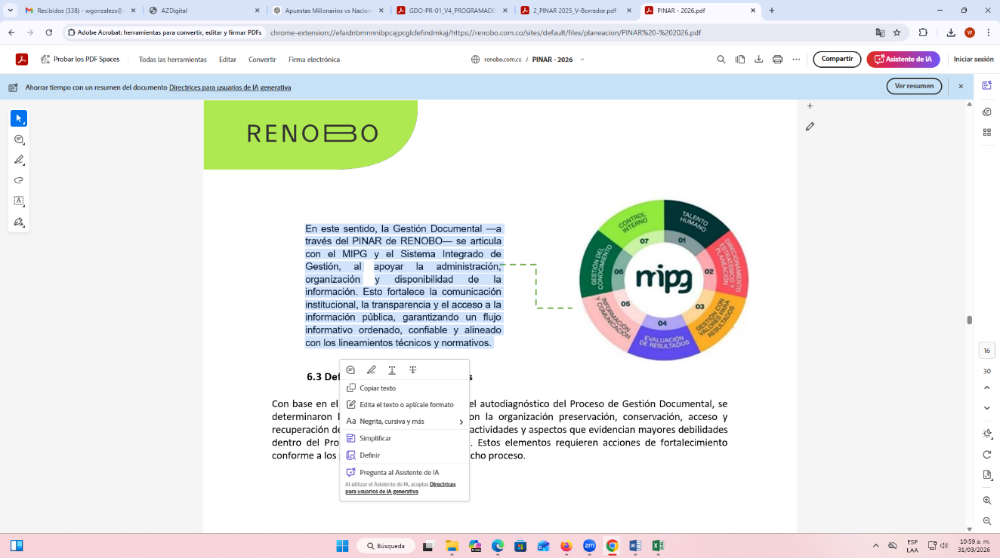 Recibidos (338) - wgonzalezs@
AZDigital
Apuestas Millonarios vs Nacion
GDO-PR-01_V4_PROGRAMADE
2_PINAR 2025_V-Borrador.pdf
PINAR - 2026.pdf
Adobe Acrobat: herramientas para convertir, editar y firmar PDFs
chrome-extension://efaidnbmnnnibpcajpcglclefindmkaj/https://renobo.com.co/sites/default/files/planeacion/PINAR%20-%202026.pdf
W
Probar los PDF Spaces
Todas las herramientas
Editar
Convertir
Firma electrónica
renobo.com.co / PINAR - 2026
Compartir
Asistente de IA
Iniciar sesión
Ahorrar tiempo con un resumen del documento Directrices para usuarios de IA generativa
Ver resumen
RENOBO
En este sentido, la Gestión Documental —a
través del PINAR de RENOBO— se articula
con el MIPG y el Sistema Integrado de
Gestión, al apoyar la administración,
organización y disponibilidad de la
información. Esto fortalece la comunicación
institucional, la transparencia y el acceso a la
información pública, garantizando un flujo
informativo ordenado, confiable y alineado
con los lineamientos técnicos y normativos.
mipg
TALENTO
HUMANO
01
DIRECIONAMIENTO
ESTRATÉGICO Y
PLANEACIÓN
02
GESTIÓN CON
VALORES PARA
RESULTADOS
03
EVALUACIÓN
DE RESULTADOS
04
INFORMACIÓN
Y COMUNICACIÓN
05
GESTIÓN DEL
CONOCIMIENTO
06
CONTROL
INTERNO
07
6.3 Def
s
Con base en el
el autodiagnóstico del Proceso de Gestión Documental, se
determinaron
on la organización preservación, conservación, acceso y
recuperación de
actividades y aspectos que evidencian mayores debilidades
dentro del Pro
. Estos elementos requieren acciones de fortalecimiento
conforme a los
cho proceso.
Copiar texto
Edita el texto o aplícale formato
Aa Negrita, cursiva y más
Simplificar
Definir
Pregunta al Asistente de IA
Al utilizar el Asistente de IA, aceptas Directrices
para usuarios de IA generativa.
16
30
Búsqueda
ESP
LAA
10:59 a. m.
31/03/2026